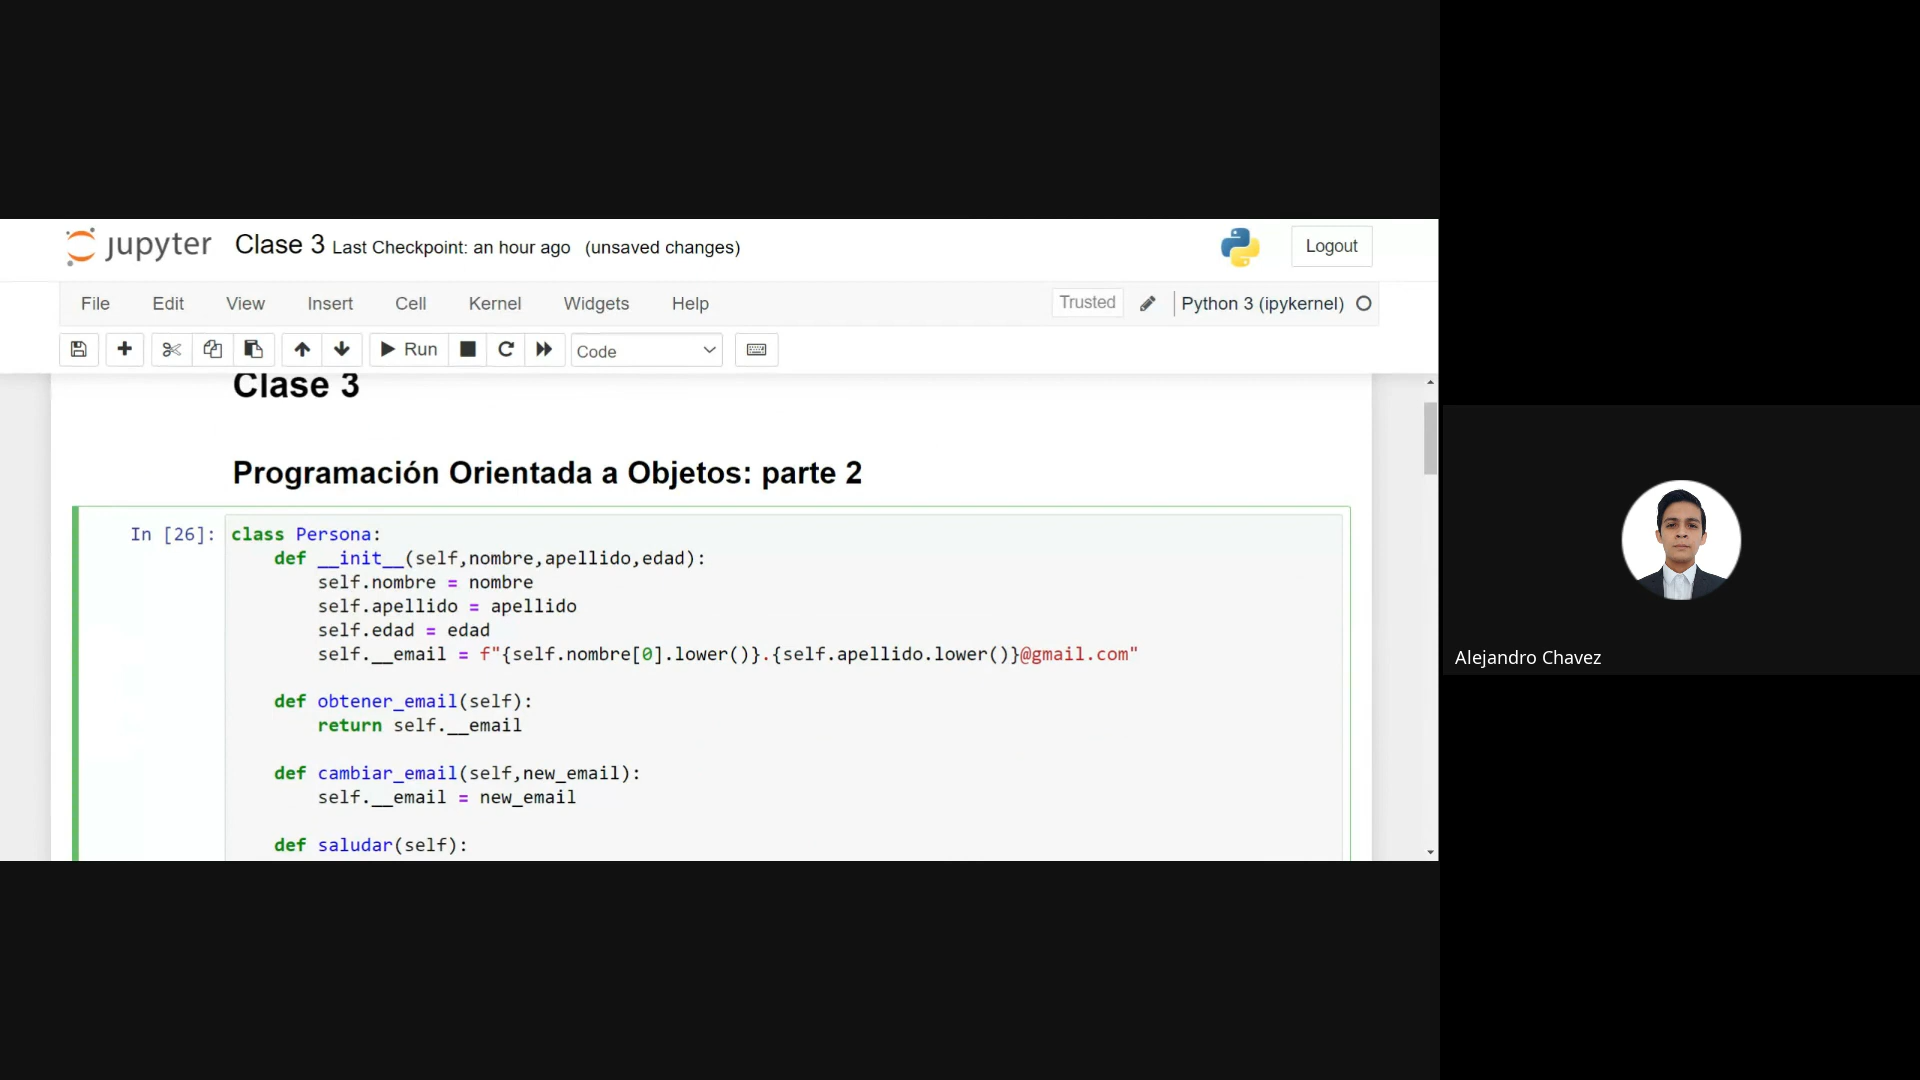 jupyter Clase 3 Last Checkpoint: an hour ago (unsaved changes)
Logout
File Edit View Insert Cell Kernel Widgets Help
Trusted Python 3 (ipykernel)
Run Code
Clase 3
Programación Orientada a Objetos: parte 2
In [26]: class Persona:
    def __init__(self,nombre,apellido,edad):
        self.nombre = nombre
        self.apellido = apellido
        self.edad = edad
        self.__email = f"{self.nombre[0].lower()}.{self.apellido.lower()}@gmail.com"
    def obtener_email(self):
        return self.__email
    def cambiar_email(self,new_email):
        self.__email = new_email
    def saludar(self):
Alejandro Chavez